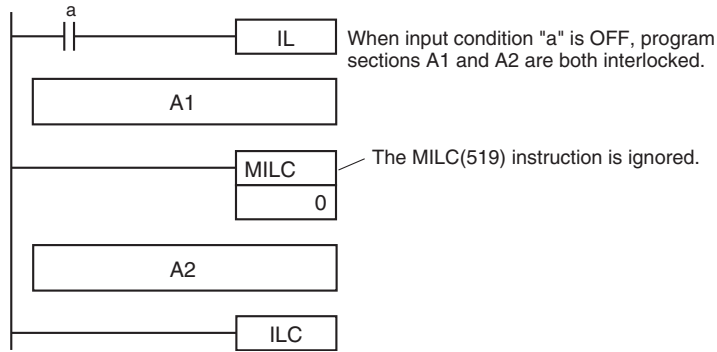 a
IL
When input condition "a" is OFF, program
sections A1 and A2 are both interlocked.
A1
MILC
The MILC(519) instruction is ignored.
0
A2
ILC